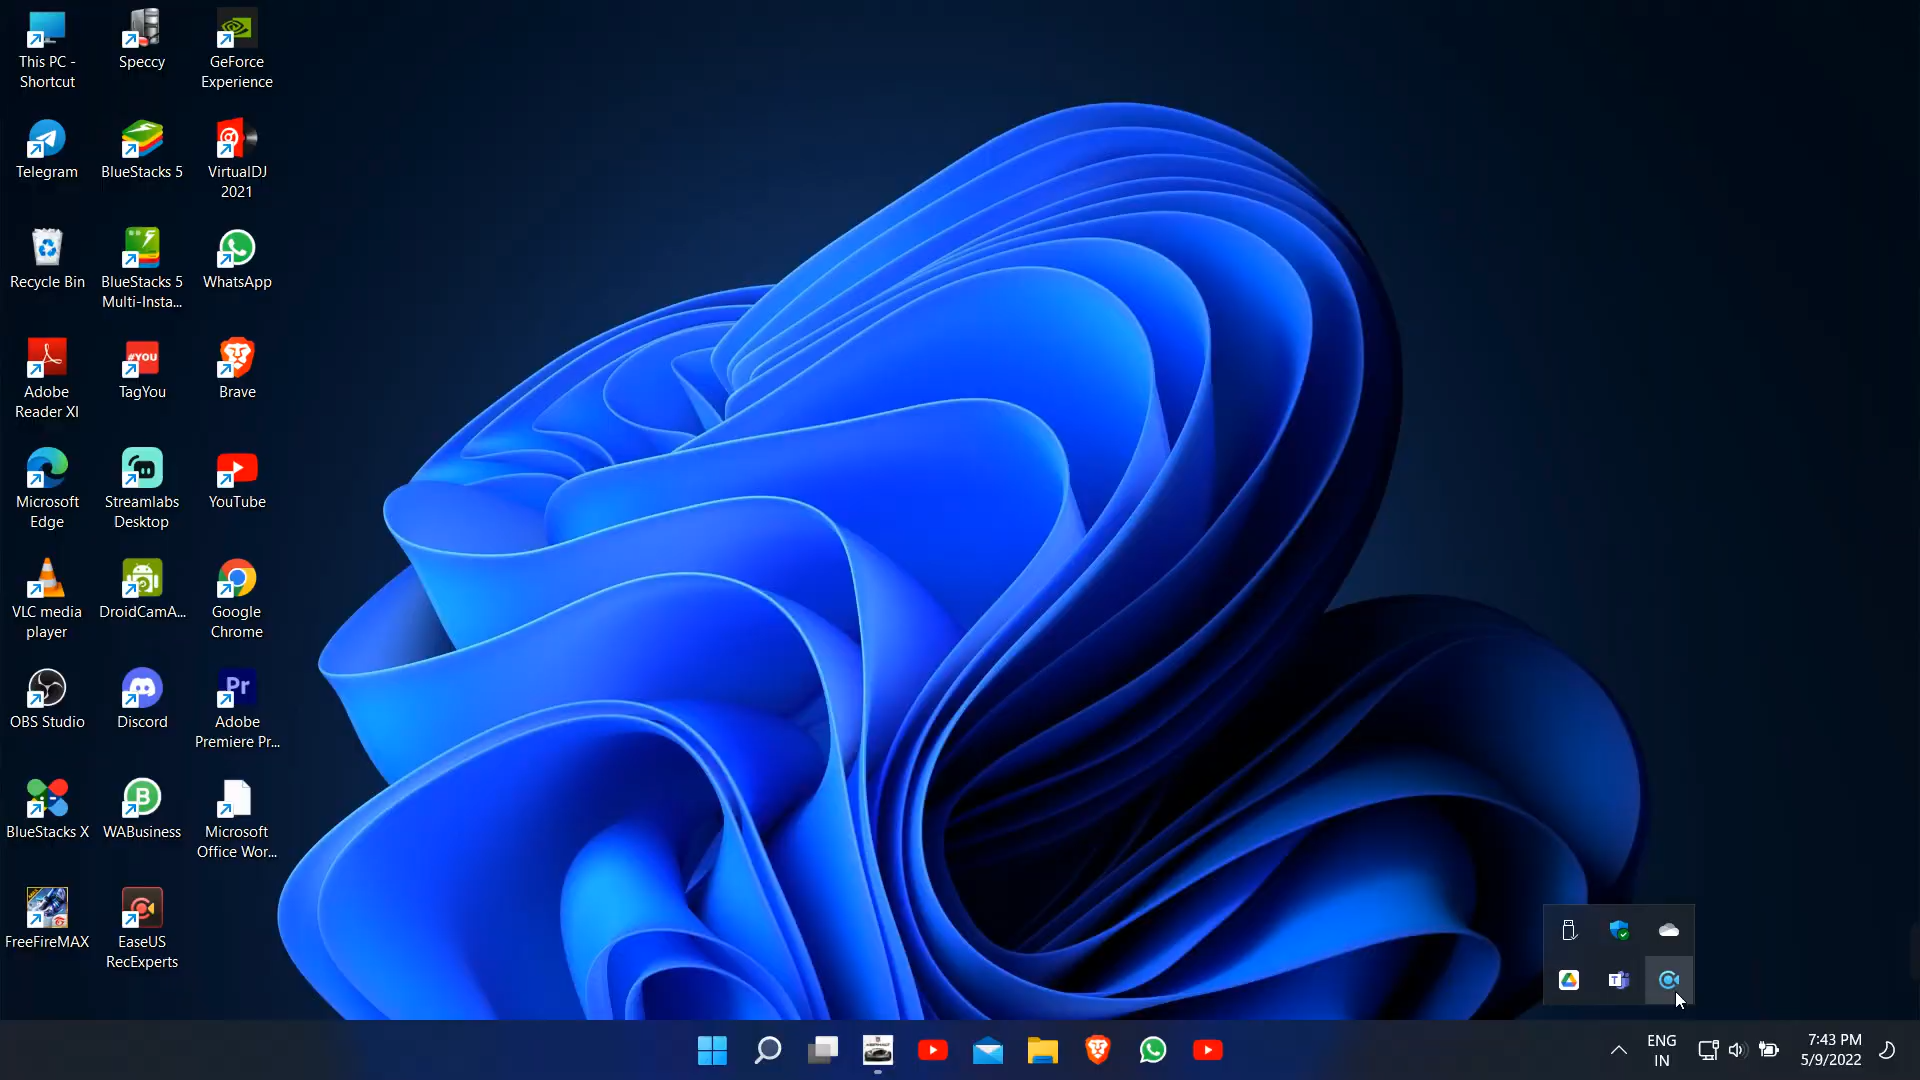 This PC -
Shortcut
Speccy
GeForce
Experience
Telegram
BlueStacks 5
VirtualDJ
2021
Recycle Bin
BlueStacks 5
Multi-Insta...
WhatsApp
Adobe
Reader XI
#YOU
TagYou
Brave
Microsoft
Edge
Streamlabs
Desktop
YouTube
VLC media
player
DroidCamA...
Google
Chrome
OBS Studio
Discord
Pr
Adobe
Premiere Pr...
BlueStacks X
B
WABusiness
Microsoft
Office Wor...
FreeFireMAX
EaseUS
RecExperts
T
ENG
IN
7:43 PM
5/9/2022